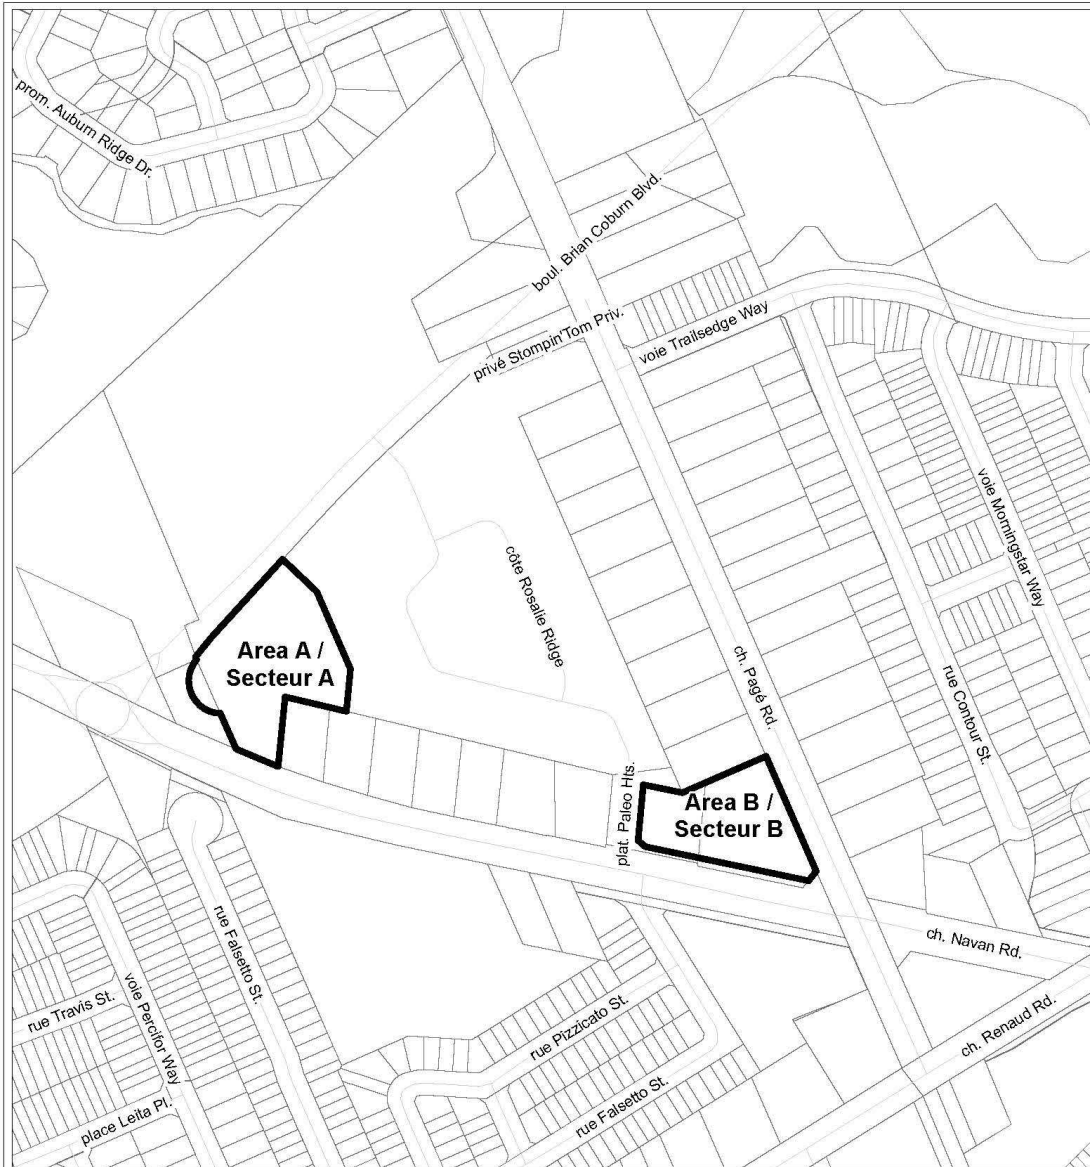 prom. Auburn Ridge Dr.
boul. Brian Coburn Blvd.
privé Stompin'Tom Priv.
voie Trailsedge Way
voie Morningstar Way
côte Rosalie Ridge
Area A /
Secteur A
ch. Pagé Rd.
rue Contour St.
plat. Paleo Hts.
Area B /
Secteur B
rue Falsetto St.
ch. Navan Rd.
voie Percifor Way
rue Travis St.
rue Pizzicato St.
ch. Renaud Rd.
place Leita Pl.
rue Falsetto St.